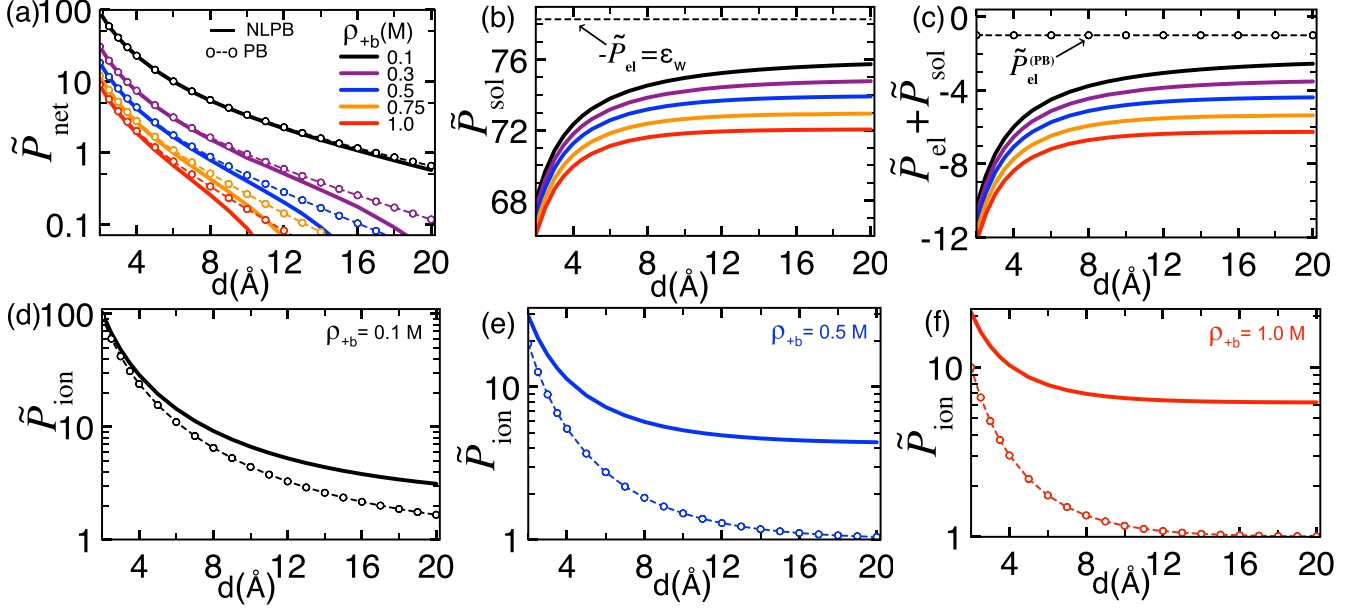 (a)
NLPB
o--o PB
ρ₊b(M)
0.1
0.3
0.5
0.75
1.0
P̃net
100
10
1
0.1
4 8 12 16 20
d(Å)
(b)
-P̃el=εw
P̃sol
76
72
68
4 8 12 16 20
d(Å)
(c)
P̃el(PB)
P̃el+P̃sol
0
-4
-8
-12
4 8 12 16 20
d(Å)
(d)
ρ₊b= 0.1 M
P̃ion
100
10
1
4 8 12 16 20
d(Å)
(e)
ρ₊b= 0.5 M
P̃ion
10
1
4 8 12 16 20
d(Å)
(f)
ρ₊b= 1.0 M
P̃ion
10
1
4 8 12 16 20
d(Å)